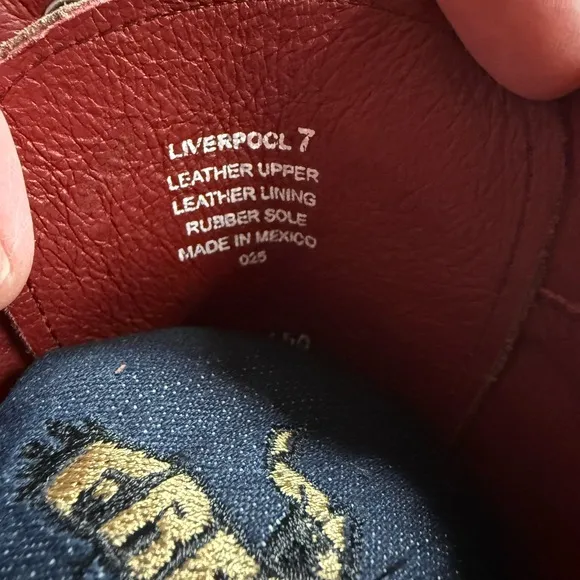 LIVERPOOL 7
LEATHER UPPER
LEATHER LINING
RUBBER SOLE
MADE IN MEXICO
025